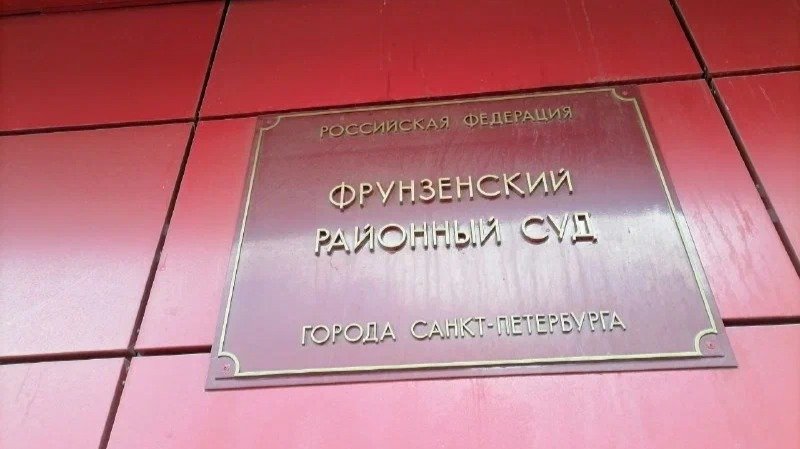 РОССИЙСКАЯ ФЕДЕРАЦИЯ
ФРУНЗЕНСКИЙ
РАЙОННЫЙ СУД
ГОРОДА САНКТ-ПЕТЕРБУРГА